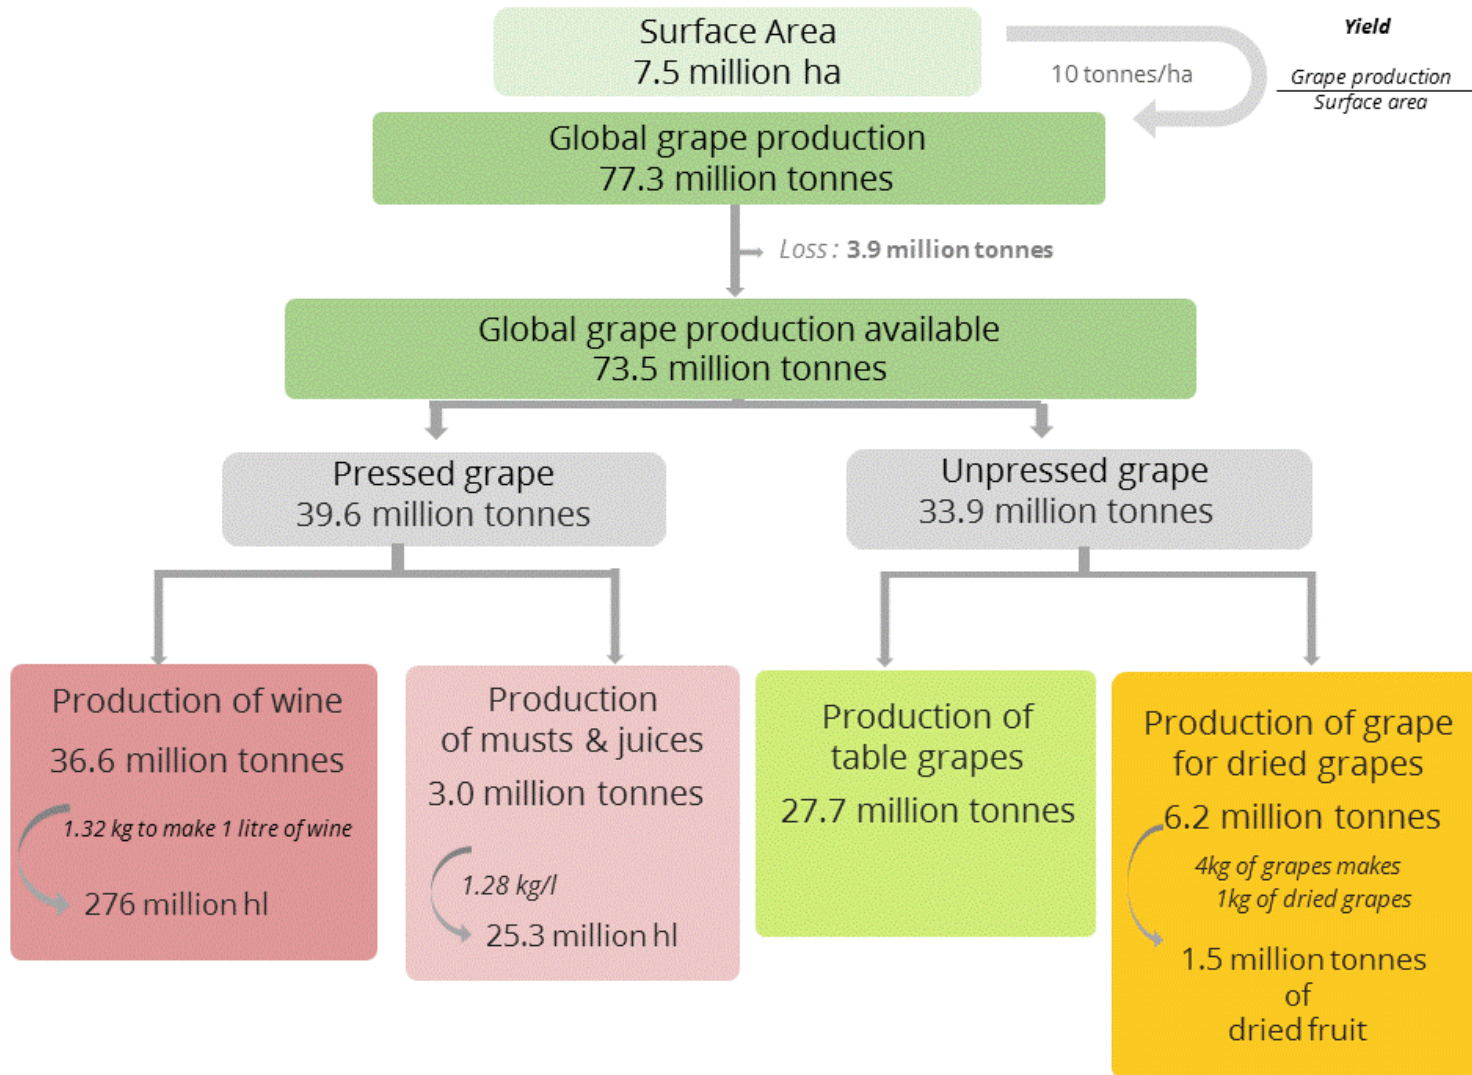 Surface Area
7.5 million ha
10 tonnes/ha
Yield
Grape production
Surface area
Global grape production
77.3 million tonnes
Loss : 3.9 million tonnes
Global grape production available
73.5 million tonnes
Pressed grape
39.6 million tonnes
Unpressed grape
33.9 million tonnes
Production of wine
36.6 million tonnes
1.32 kg to make 1 litre of wine
276 million hl
Production
of musts & juices
3.0 million tonnes
1.28 kg/l
25.3 million hl
Production of
table grapes
27.7 million tonnes
Production of grape
for dried grapes
6.2 million tonnes
4kg of grapes makes
1kg of dried grapes
1.5 million tonnes
of
dried fruit